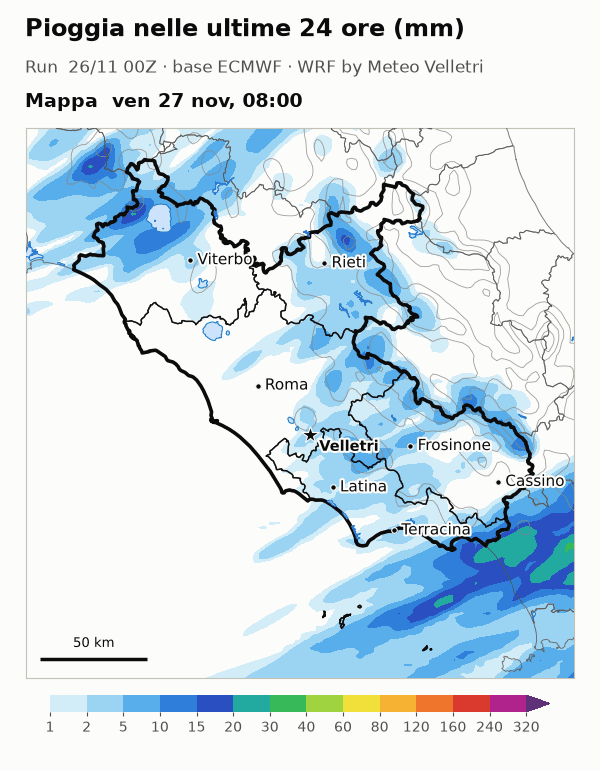 Pioggia nelle ultime 24 ore (mm)
Run  26/11 00Z · base ECMWF · WRF by Meteo Velletri
Mappa  ven 27 nov, 08:00
Viterbo
Rieti
Roma
Velletri
Frosinone
Cassino
Latina
Terracina
50 km
1 2 5 10 15 20 30 40 60 80 120 160 240 320